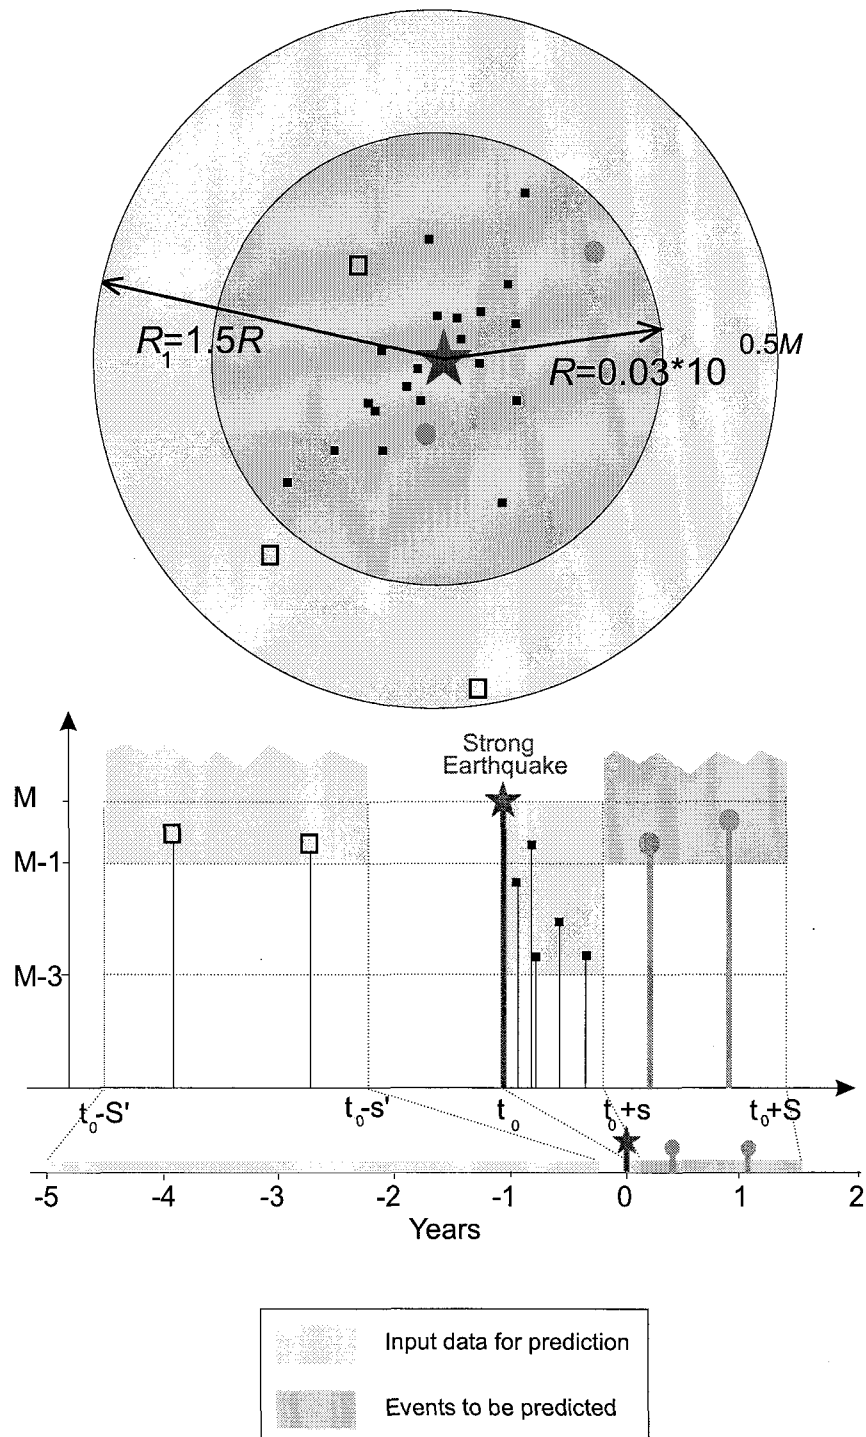 R₁=1.5R
R=0.03*10^0.5M
Strong
Earthquake
M
M-1
M-3
t₀-S'
t₀-s'
t₀
t₀+s
t₀+S
-5 -4 -3 -2 -1 0 1 2
Years
Input data for prediction
Events to be predicted